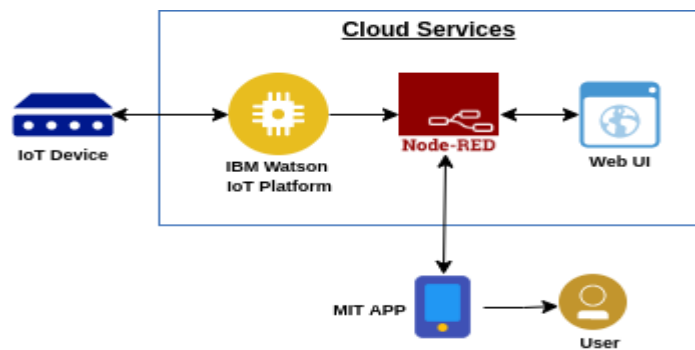 Cloud Services
IoT Device
IBM Watson
IoT Platform
Node-RED
Web UI
MIT APP
User